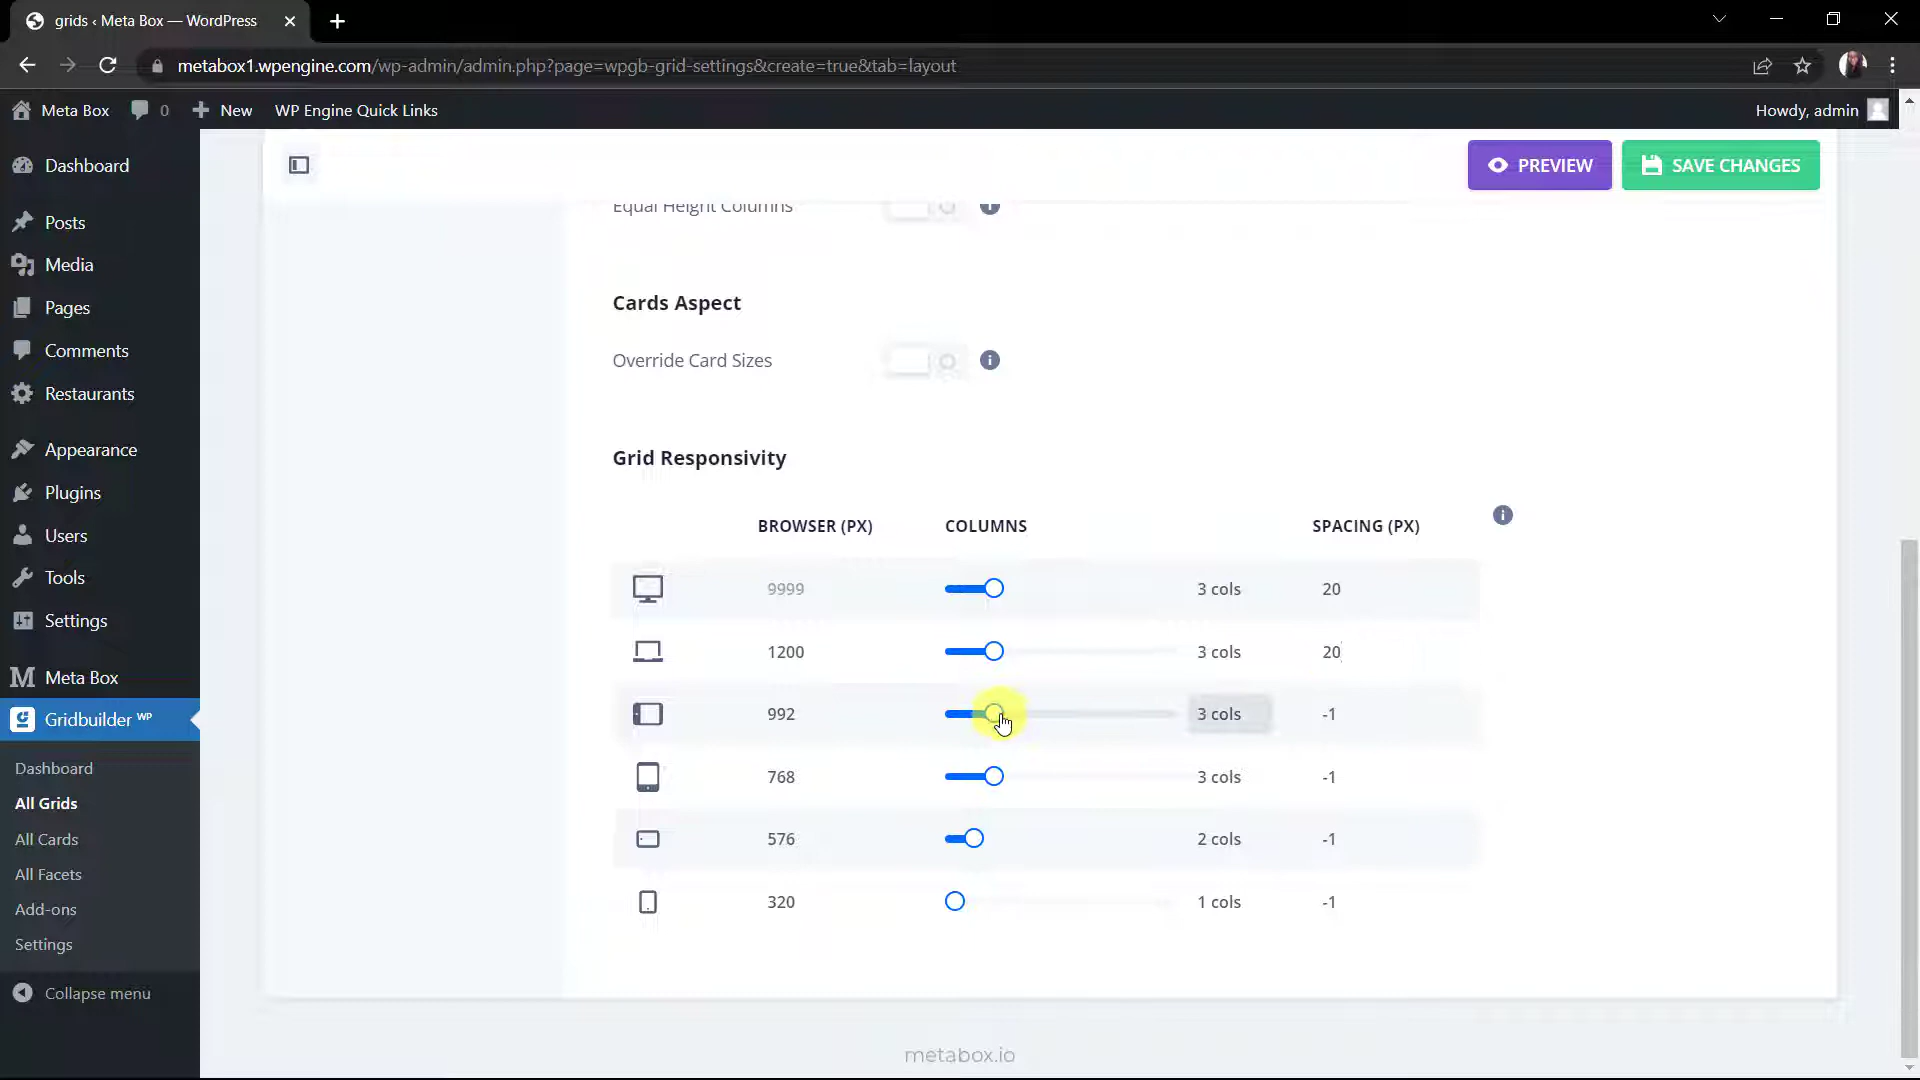 grids ‹ Meta Box — WordPress
metabox1.wpengine.com/wp-admin/admin.php?page=wpgb-grid-settings&create=true&tab=layout
Meta Box 0 New WP Engine Quick Links Howdy, admin
PREVIEW SAVE CHANGES
Dashboard
Posts
Media
Pages
Comments
Restaurants
Appearance
Plugins
Users
Tools
Settings
Meta Box
Gridbuilder WP
Dashboard
All Grids
All Cards
All Facets
Add-ons
Settings
Collapse menu
Equal Height Columns
Cards Aspect
Override Card Sizes
Grid Responsivity
BROWSER (PX) COLUMNS SPACING (PX)
9999 3 cols 20
1200 3 cols 20
992 3 cols -1
768 3 cols -1
576 2 cols -1
320 1 cols -1
metabox.io